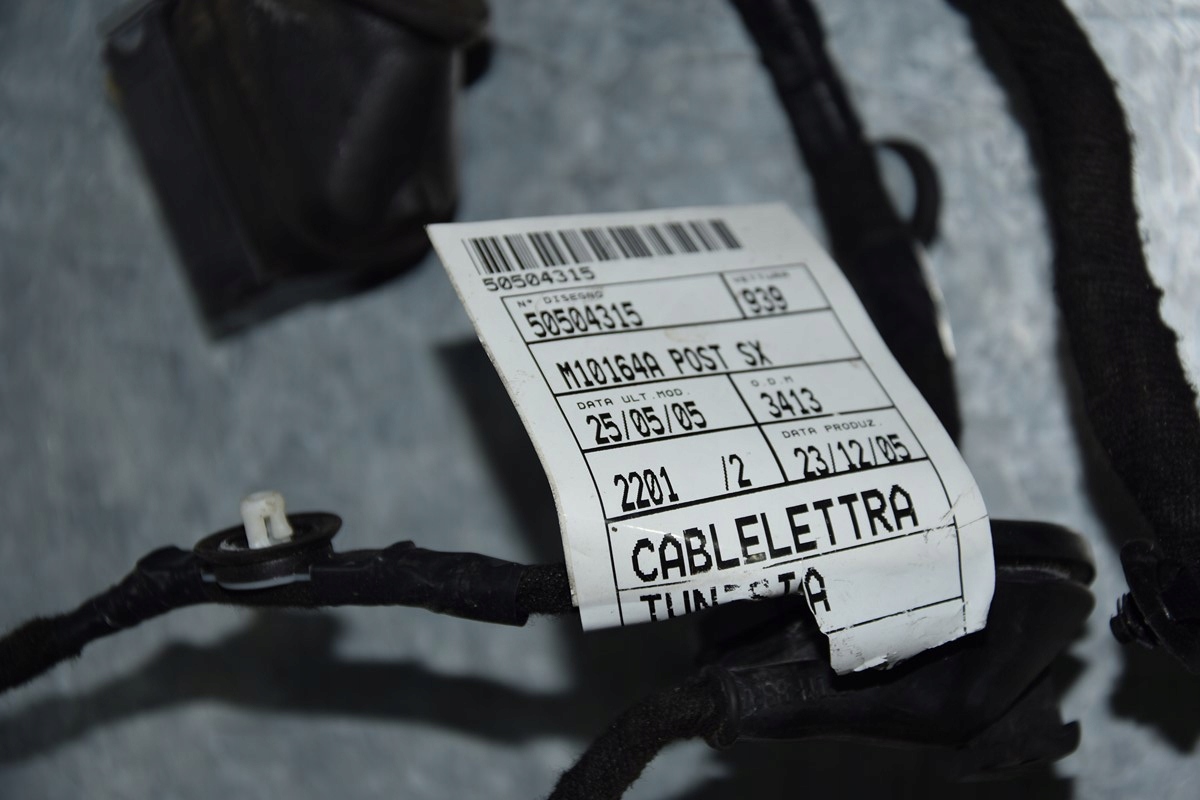 50504315
N° DISEGNO VETTURA
50504315 939
M10164A POST SX
DATA ULT.MOD. O.D.M
25/05/05 3413
DATA PRODUZ.
2201 /2 23/12/05
CABLELETTRA
TUNISIA